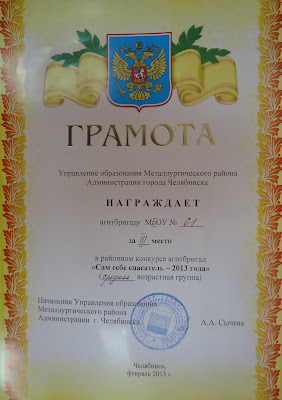 ГРАМОТА
Управление образования Металлургического района
Администрации города Челябинска
НАГРАЖДАЕТ
агитбригаду МБОУ № 61
за III место
в районном конкурсе агитбригад
«Сам себе спасатель – 2013 года»
(средняя возрастная группа)
Начальник Управления образования
Металлургического района
Администрации г. Челябинска
А.А. Сычева
Челябинск,
февраль 2013 г.